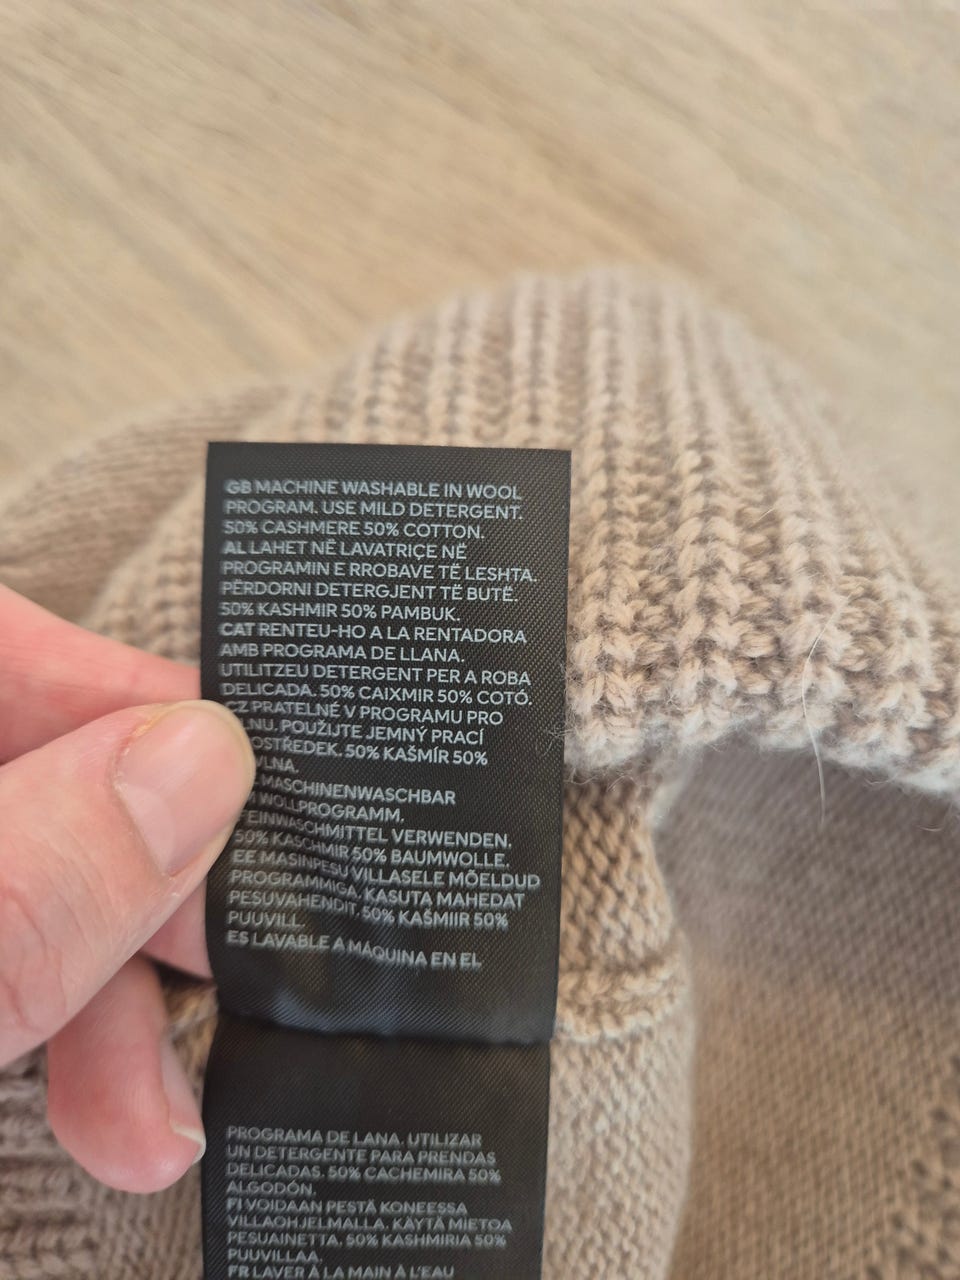 GB MACHINE WASHABLE IN WOOL
PROGRAM. USE MILD DETERGENT.
50% CASHMERE 50% COTTON.
AL LAHET NË LAVATRIÇE NË
PROGRAMIN E RROBAVE TË LESHTA.
PËRDORNI DETERGJENT TË BUTË.
50% KASHMIR 50% PAMBUK.
CAT RENTEU-HO A LA RENTADORA
AMB PROGRAMA DE LLANA.
UTILITZEU DETERGENT PER A ROBA
DELICADA. 50% CAIXMIR 50% COTÓ.
CZ PRATELNÉ V PROGRAMU PRO
LNU. POUŽIJTE JEMNÝ PRACÍ
OSTŘEDEK. 50% KAŠMÍR 50%
VLNA.
MASCHINENWASCHBAR
WOLLPROGRAMM.
FEINWASCHMITTEL VERWENDEN.
50% KASCHMIR 50% BAUMWOLLE.
EE MASINPESU VILLASELE MÕELDUD
PROGRAMMIGA. KASUTA MAHEDAT
PESUVAHENDIT. 50% KAŠMIIR 50%
PUUVILL.
ES LAVABLE A MÁQUINA EN EL
PROGRAMA DE LANA. UTILIZAR
UN DETERGENTE PARA PRENDAS
DELICADAS. 50% CACHEMIRA 50%
ALGODÓN.
FI VOIDAAN PESTÄ KONEESSA
VILLAOHJELMALLA. KÄYTÄ MIETOA
PESUAINETTA. 50% KASHMIRIA 50%
PUUVILLAA.
FR LAVER À LA MAIN À L'EAU